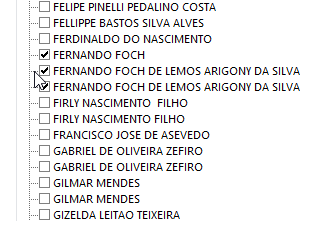 FELIPE PINELLI PEDALINO COSTA
FELLIPPE BASTOS SILVA ALVES
FERDINALDO DO NASCIMENTO
FERNANDO FOCH
FERNANDO FOCH DE LEMOS ARIGONY DA SILVA
FERNANDO FOCH DE LEMOS ARIGONY DA SILVA
FIRLY NASCIMENTO  FILHO
FIRLY NASCIMENTO FILHO
FRANCISCO JOSE DE ASEVEDO
GABRIEL DE OLIVEIRA ZEFIRO
GABRIEL DE OLIVEIRA ZEFIRO
GILMAR MENDES
GILMAR MENDES
GIZELDA LEITAO TEIXEIRA